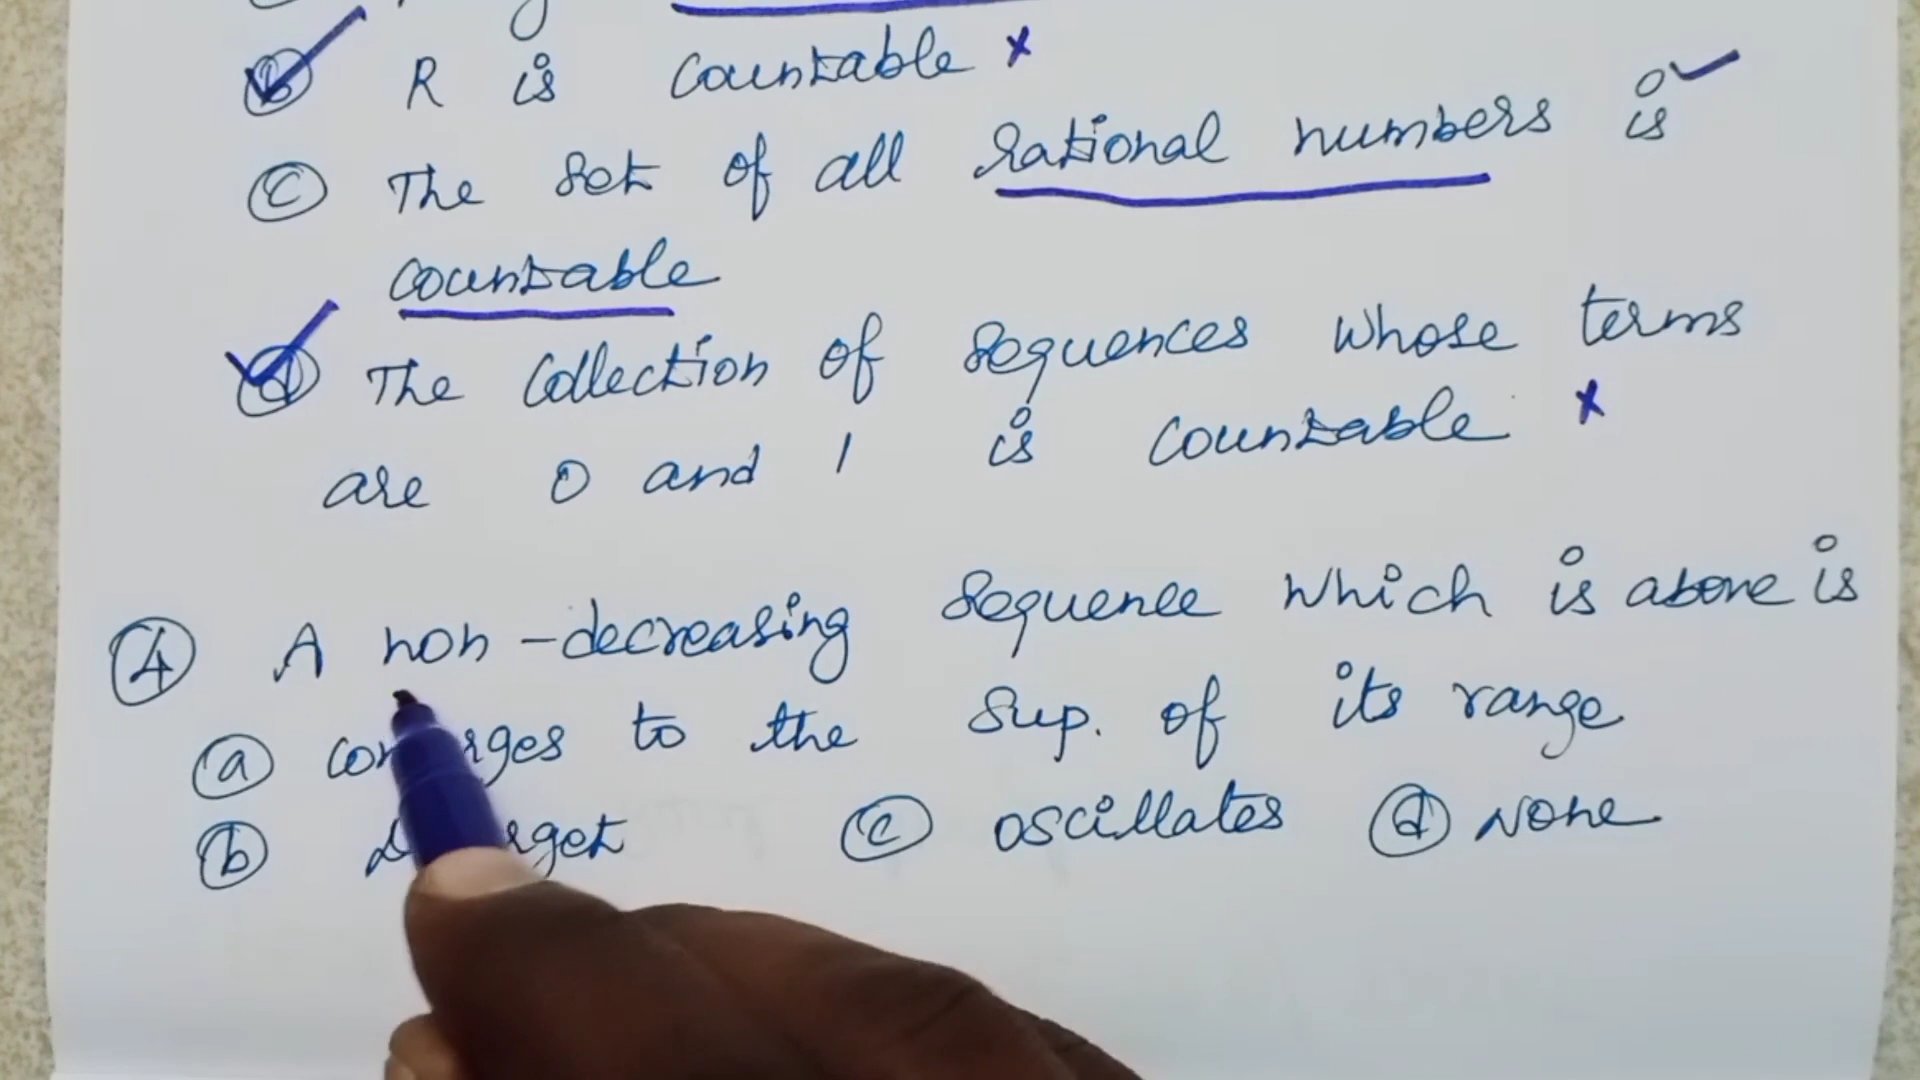 ⓑ R is countable ×
ⓒ The set of all rational numbers is ✓
countable
ⓓ The collection of sequences whose terms
are 0 and 1 is countable ×
④ A non-decreasing sequence which is above is
ⓐ converges to the sup. of its range
ⓑ ⓒ oscillates ⓓ None